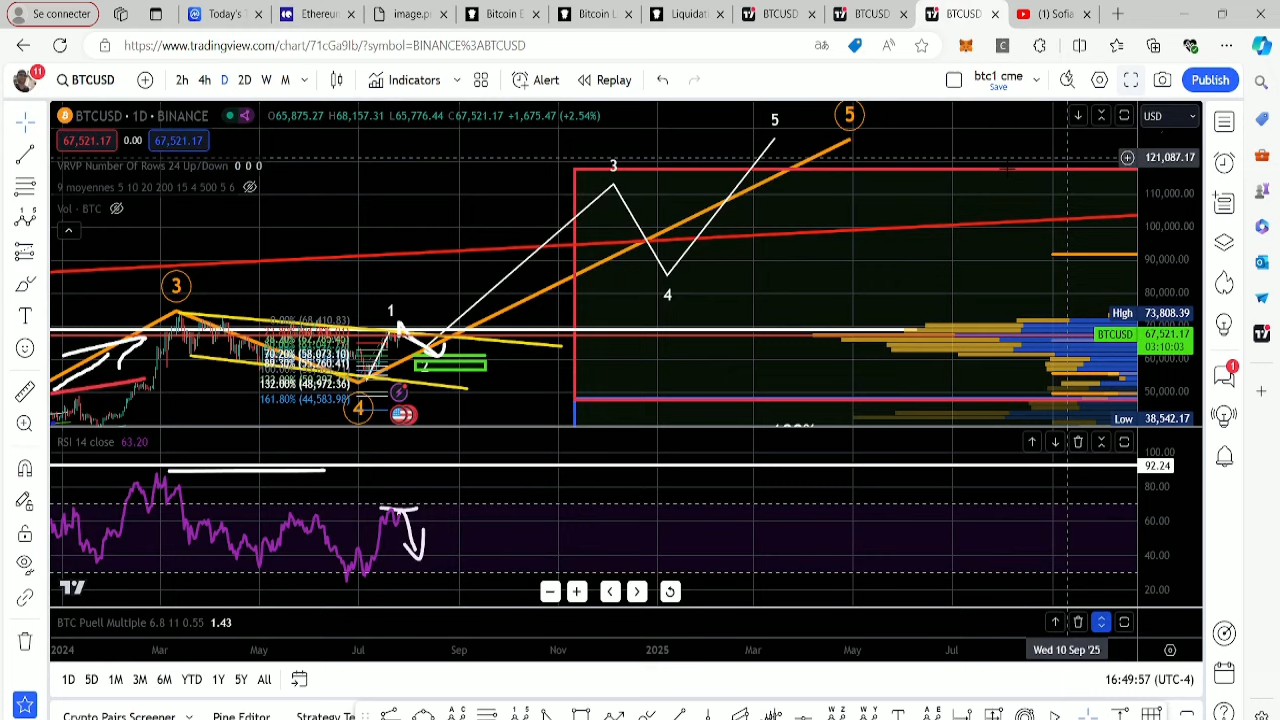 Se connecter
Today's T
Ethereum
image.p
Bitcoin E
Bitcoin L
Liquidat
BTCUSD
BTCUSD
BTCUSD
(1) Sofia
https://www.tradingview.com/chart/71cGa9Ib/?symbol=BINANCE%3ABTCUSD
11
BTCUSD
2h 4h D 2D W M
Indicators
Alert
Replay
btc1 cme
Save
Publish
BTCUSD · 1D · BINANCE
O65,875.27 H68,157.31 L65,776.44 C67,521.17 +1,675.47 (+2.54%)
USD
67,521.17 0.00 67,521.17
VRVP Number Of Rows 24 Up/Down 0 0 0
9 moyennes 5 10 20 200 15 4 500 5 6
Vol · BTC
5
5
121,087.17
110,000.00
100,000.00
90,000.00
80,000.00
3
3
4
1
2
4
High 73,808.39
BTCUSD 67,521.17
03:10:03
50,000.00
Low 38,542.17
(68,410.83)
161.80% (44,583.98)
RSI 14 close 63.20
100.00
92.24
80.00
60.00
40.00
20.00
BTC Puell Multiple 6.8 11 0.55 1.43
2024 Mar May Jul Sep Nov 2025 Mar May Jul Wed 10 Sep '25
1D 5D 1M 3M 6M YTD 1Y 5Y All
16:49:57 (UTC-4)
Crypto Pairs Screener
Pine Editor
Strategy Te